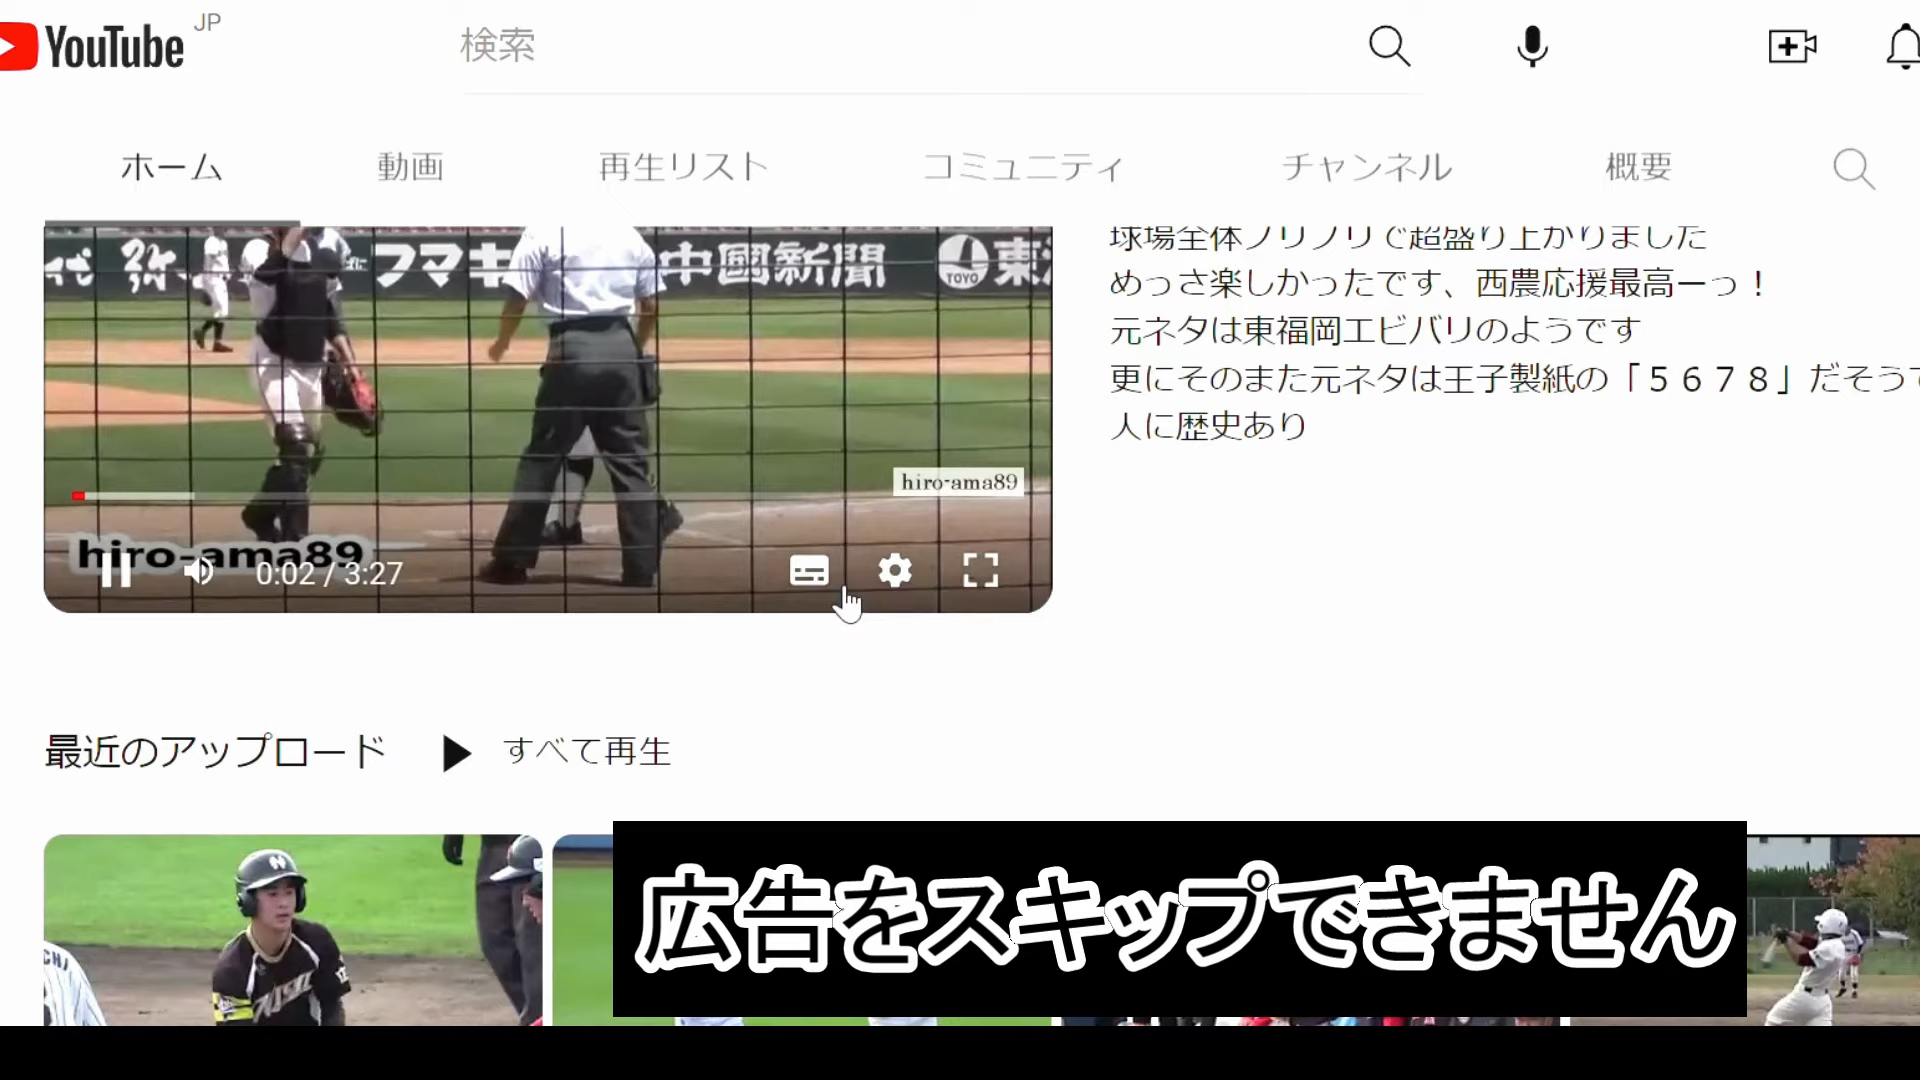 YouTube JP
検索
ホーム 動画 再生リスト コミュニティ チャンネル 概要
球場全体ノリノリで超盛り上がりました
めっさ楽しかったです、西農応援最高ーっ！
元ネタは東福岡エビバリのようです
更にそのまた元ネタは王子製紙の「５６７８」だそうで
人に歴史あり
弥 フマキ 中國新聞 TOYO 東
hiro-ama89
hiro-ama89
0:02 / 3:27
最近のアップロード すべて再生
広告をスキップできません